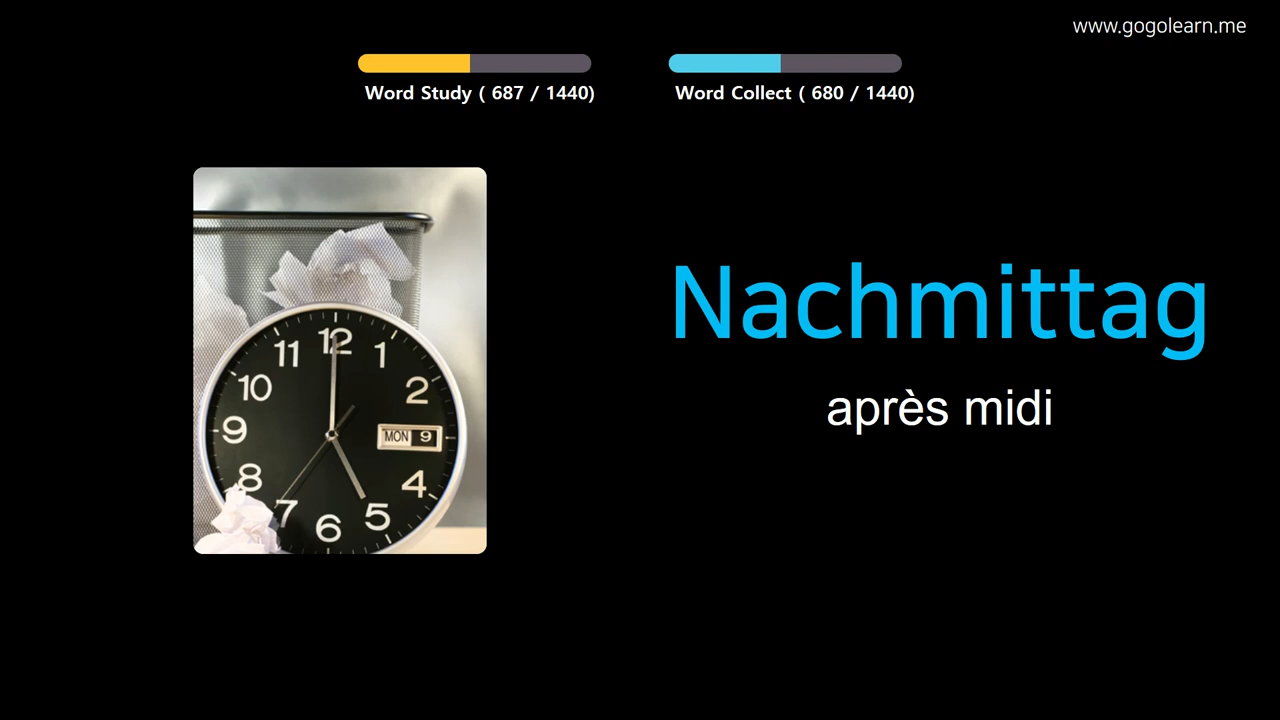 www.gogolearn.me
Word Study ( 687 / 1440)
Word Collect ( 680 / 1440)
Nachmittag
après midi
12
11
1
10
2
9
MON 9
8
4
7
5
6